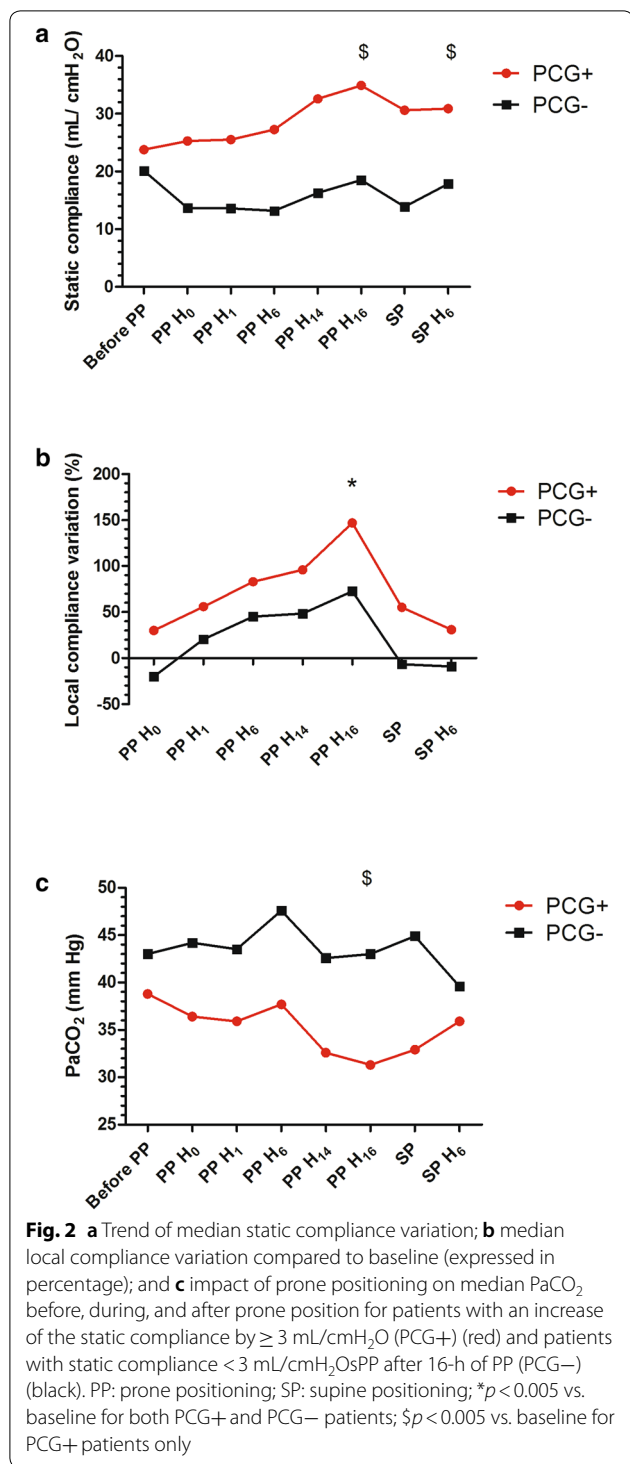 a
Static compliance (mL/ cmH₂O)
40
30
20
10
0
$
$
PCG+
PCG-
Before PP
PP H₀
PP H₁
PP H₆
PP H₁₄
PP H₁₆
SP
SP H₆
b
Local compliance variation (%)
200
150
100
50
0
-50
*
PCG+
PCG-
PP H₀
PP H₁
PP H₆
PP H₁₄
PP H₁₆
SP
SP H₆
c
PaCO₂ (mm Hg)
50
45
40
35
30
25
$
PCG+
PCG-
Before PP
PP H₀
PP H₁
PP H₆
PP H₁₄
PP H₁₆
SP
SP H₆
Fig. 2 a Trend of median static compliance variation; b median
local compliance variation compared to baseline (expressed in
percentage); and c impact of prone positioning on median PaCO₂
before, during, and after prone position for patients with an increase
of the static compliance by ≥ 3 mL/cmH₂O (PCG+) (red) and patients
with static compliance < 3 mL/cmH₂OsPP after 16-h of PP (PCG−)
(black). PP: prone positioning; SP: supine positioning; *p < 0.005 vs.
baseline for both PCG+ and PCG− patients; $p < 0.005 vs. baseline for
PCG+ patients only